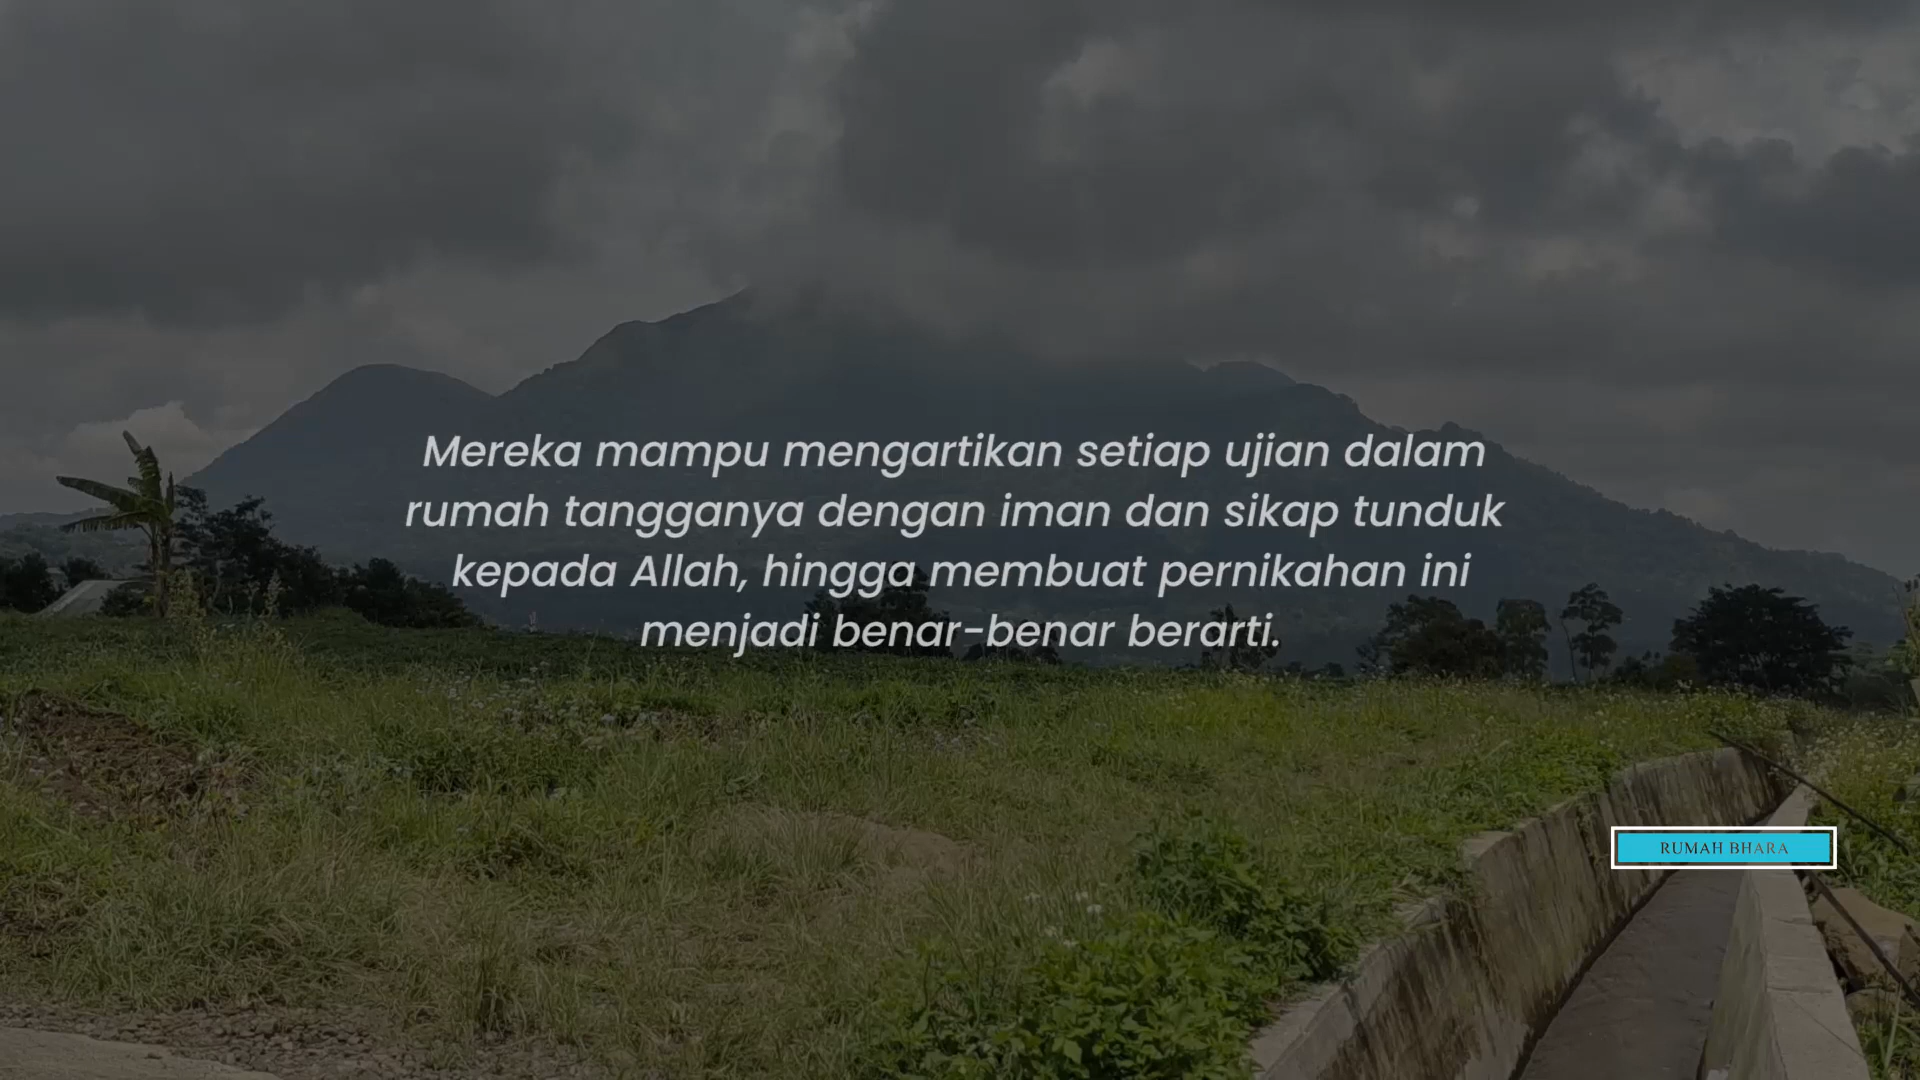 Mereka mampu mengartikan setiap ujian dalam
rumah tangganya dengan iman dan sikap tunduk
kepada Allah, hingga membuat pernikahan ini
menjadi benar-benar berarti.
RUMAH BHARA